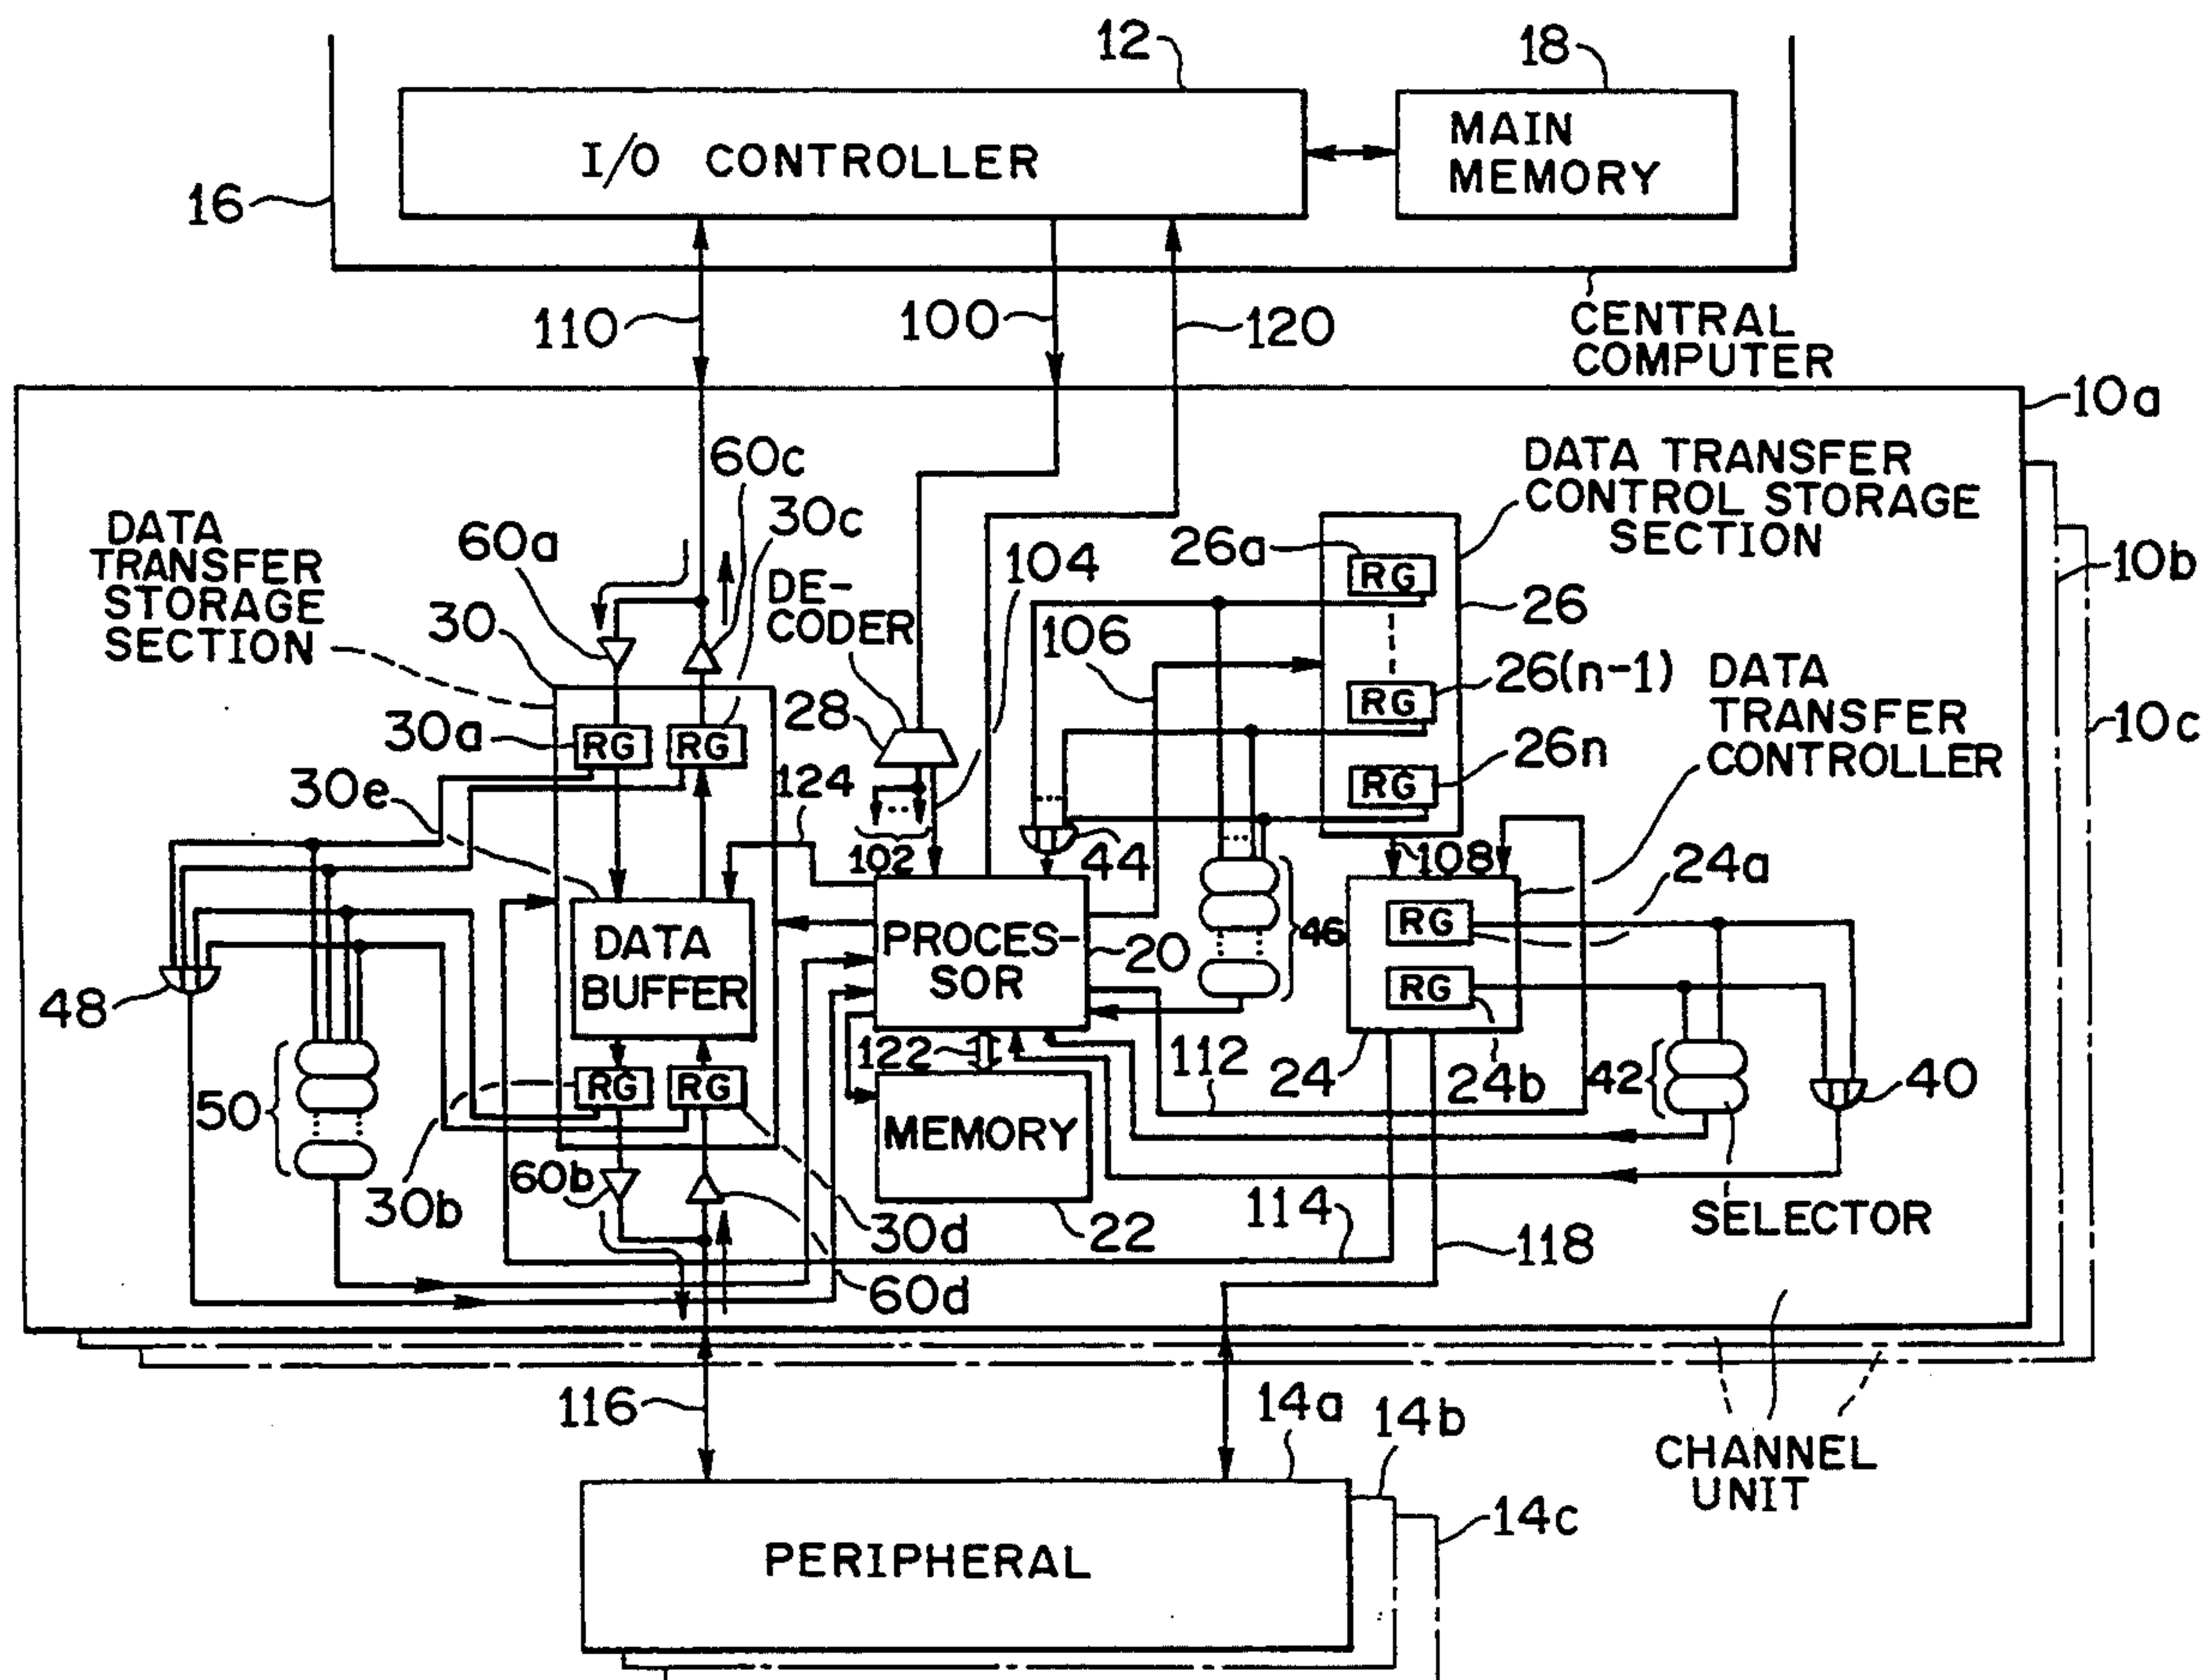 12
18
I/O CONTROLLER
MAIN
MEMORY
16
110
100
120
CENTRAL
COMPUTER
10a
10b
10c
DATA TRANSFER
CONTROL STORAGE
SECTION
60c
30c
DATA
TRANSFER
STORAGE
SECTION
60a
30
DE-
CODER
104
106
26a
RG
26
RG
26(n-1)
DATA
TRANSFER
CONTROLLER
RG
26n
28
30a
RG
RG
30e
124
102
44
108
24a
46
48
DATA
BUFFER
PROCES-
SOR
20
RG
RG
122
112
24
24b
42
40
50
RG
RG
MEMORY
30b
60b
30d
22
114
118
SELECTOR
60d
116
14a
14b
14c
CHANNEL
UNIT
PERIPHERAL